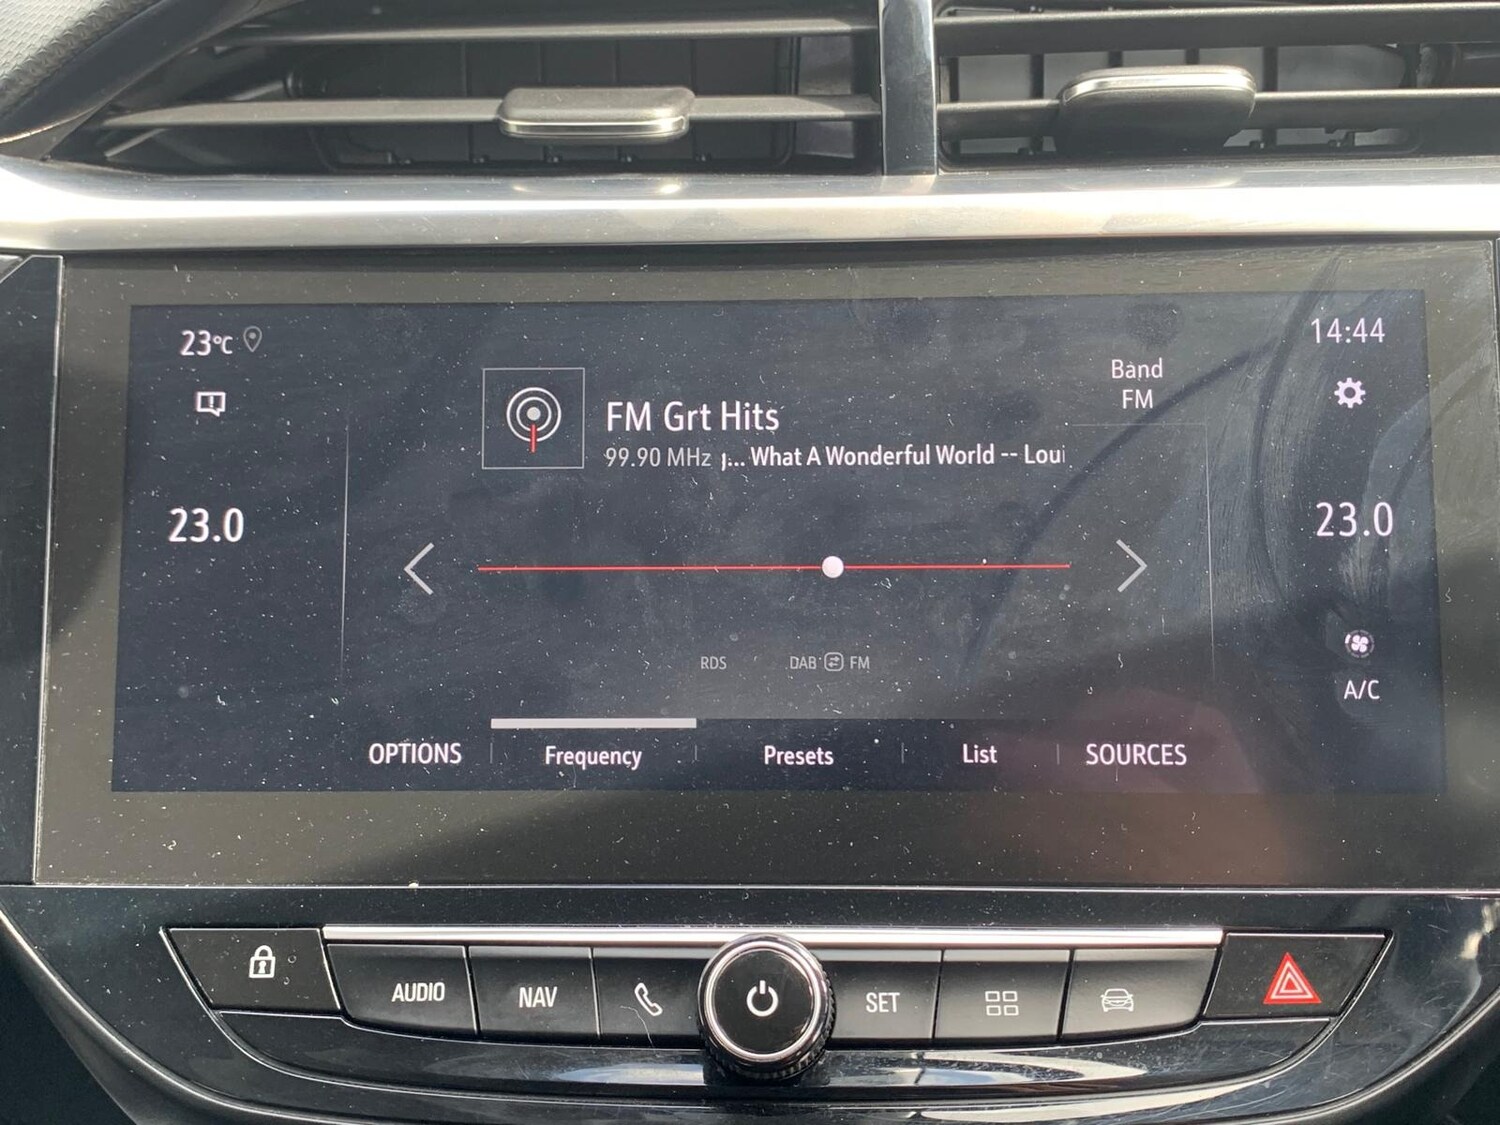 23°C
14:44
Band
FM
FM Grt Hits
99.90 MHz ... What A Wonderful World -- Loui
23.0
23.0
RDS
DAB FM
A/C
OPTIONS
Frequency
Presets
List
SOURCES
AUDIO
NAV
SET